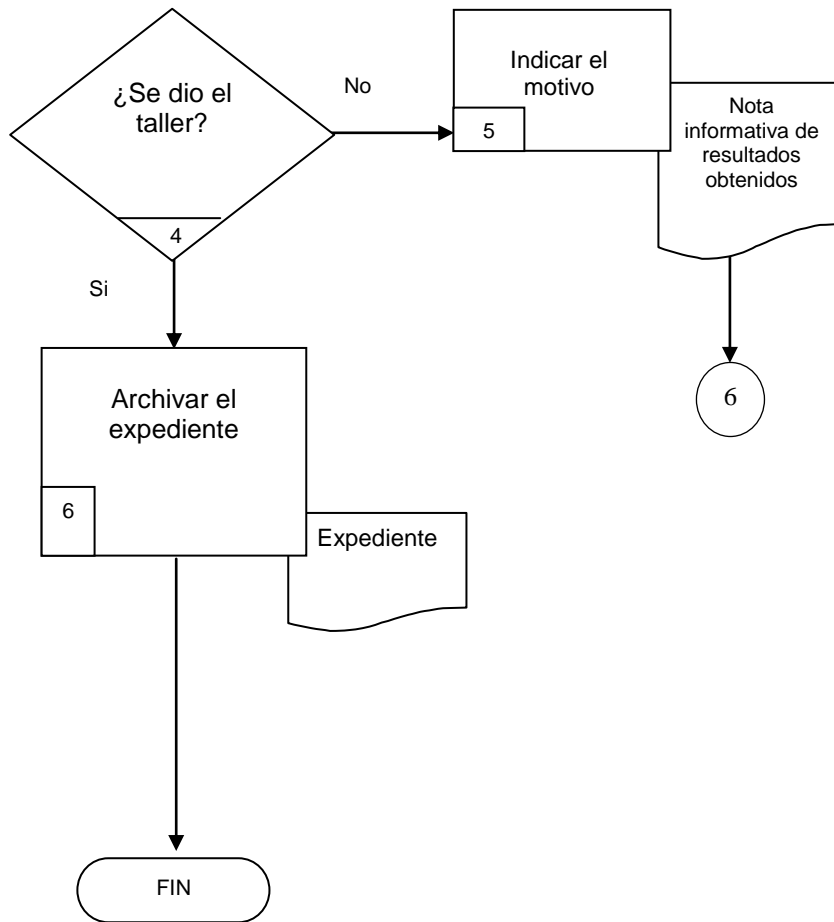 ¿Se dio el
taller?
4
No
Indicar el
motivo
5
Nota
informativa de
resultados
obtenidos
6
Si
Archivar el
expediente
6
Expediente
FIN